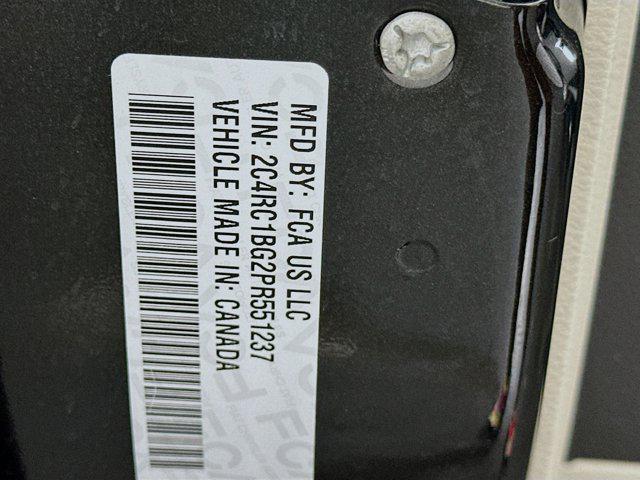 MFD BY: FCA US LLC
VIN: 2C4RC1BG2PR551237
VEHICLE MADE IN: CANADA